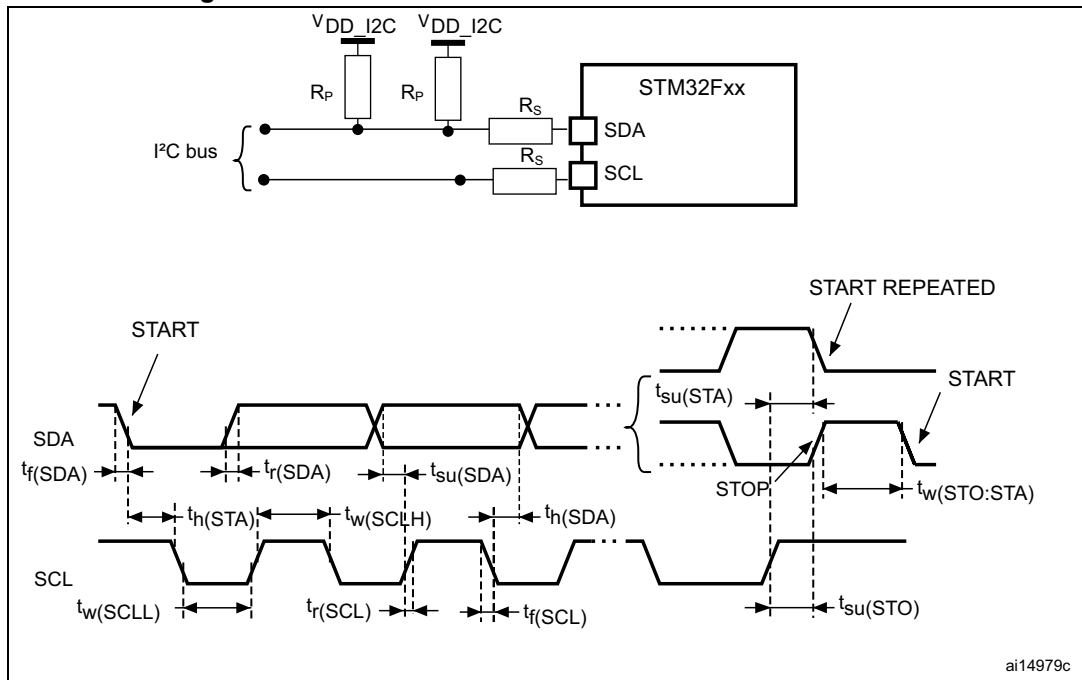 VDD_I2C VDD_I2C
STM32Fxx
RP RP RS
SDA
I²C bus
RS
SCL
START REPEATED
START
START
tsu(STA)
SDA
STOP
tf(SDA) tr(SDA) tsu(SDA) tw(STO:STA)
th(STA) tw(SCLH) th(SDA)
SCL
tw(SCLL) tr(SCL) tf(SCL) tsu(STO)
ai14979c